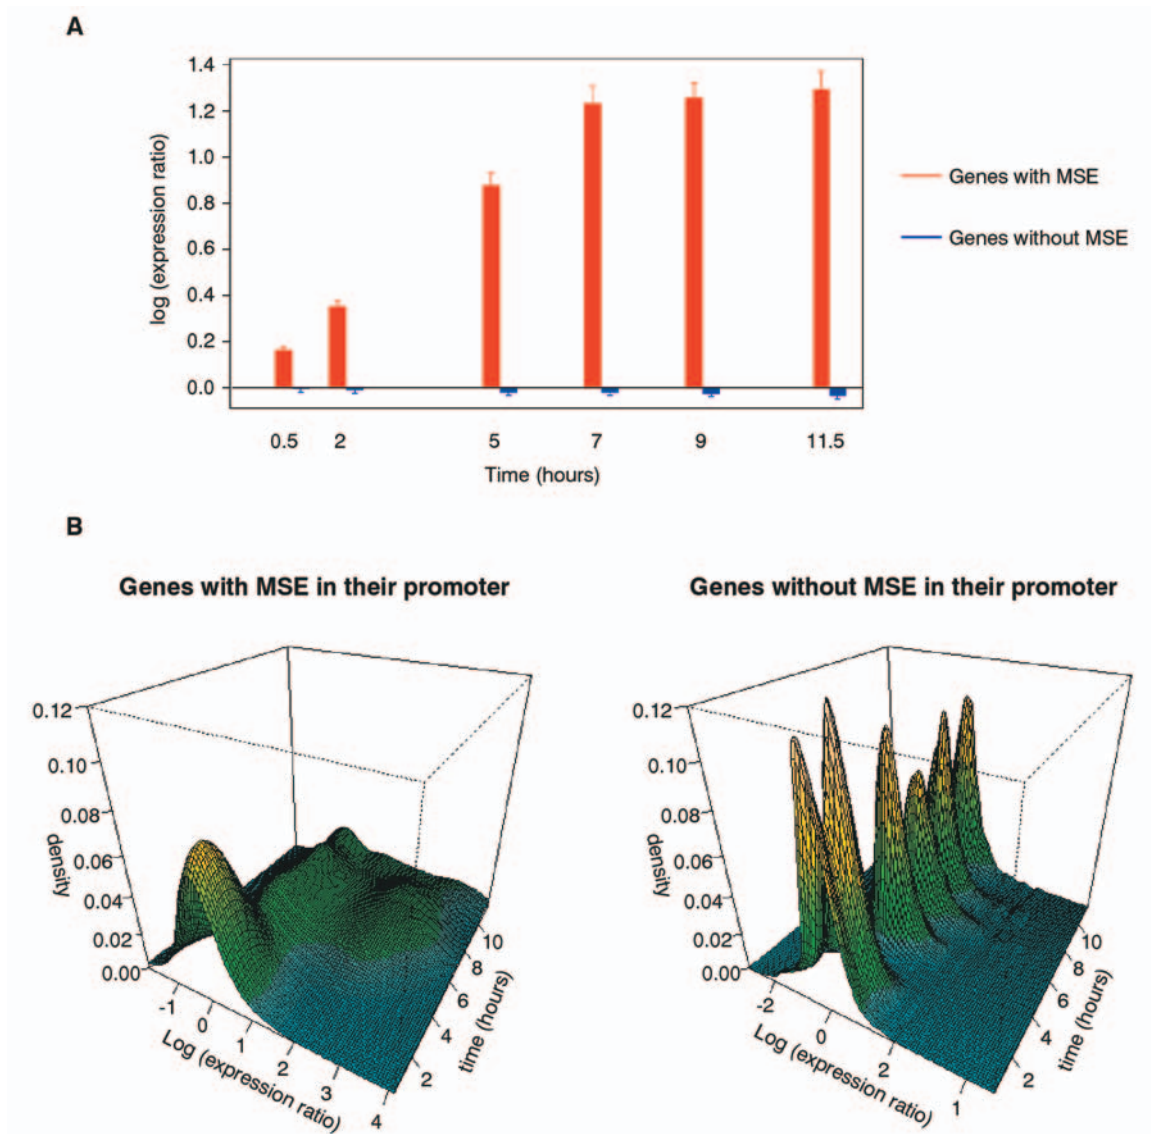 A
1.4
1.2
1.0
0.8
0.6
0.4
0.2
0.0
log (expression ratio)
0.5 2 5 7 9 11.5
Time (hours)
Genes with MSE
Genes without MSE
B
Genes with MSE in their promoter
0.12
0.10
0.08
0.06
0.04
0.02
0.00
density
-1
0
1
2
3
4
Log (expression ratio)
2
4
6
8
10
time (hours)
Genes without MSE in their promoter
0.12
0.10
0.08
0.06
0.04
0.02
0.00
density
-2
0
2
1
Log (expression ratio)
2
4
6
8
10
time (hours)